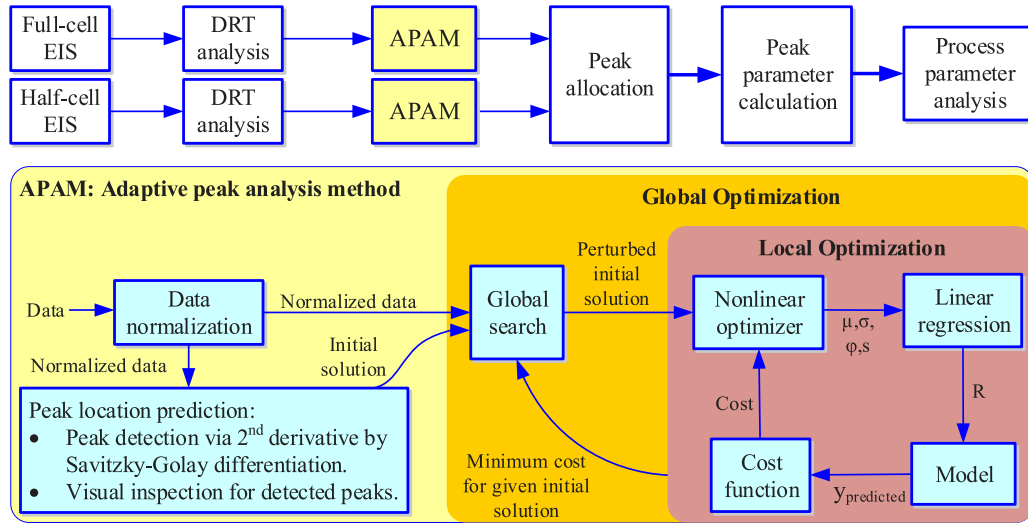 Full-cell
EIS
DRT
analysis
APAM
Half-cell
EIS
DRT
analysis
APAM
Peak
allocation
Peak
parameter
calculation
Process
parameter
analysis
APAM: Adaptive peak analysis method
Global Optimization
Local Optimization
Data
Data
normalization
Normalized data
Normalized data
Initial
solution
Peak location prediction:
• Peak detection via 2nd derivative by
Savitzky-Golay differentiation.
• Visual inspection for detected peaks.
Global
search
Perturbed
initial
solution
Minimum cost
for given initial
solution
Nonlinear
optimizer
μ,σ,
φ,s
Linear
regression
R
Model
ypredicted
Cost
function
Cost